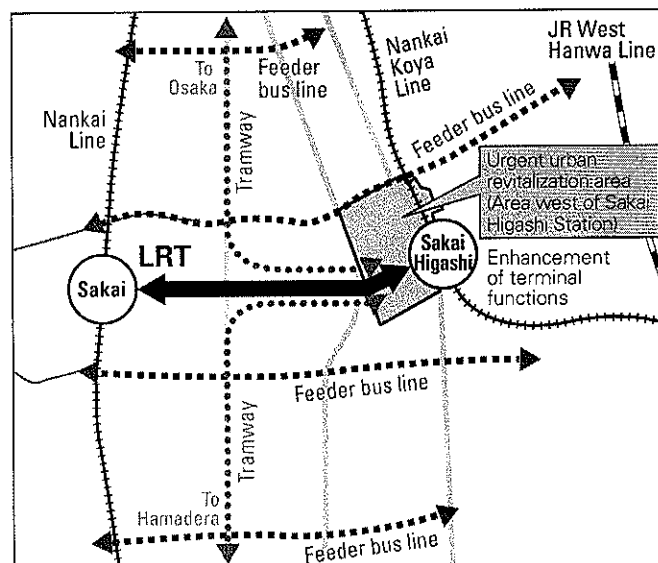 To
Osaka
Feeder
bus line
Nankai
Koya
Line
JR West
Hanwa Line
Nankai
Line
Tramway
Feeder bus line
Urgent urban
revitalization area
(Area west of Sakai
Higashi Station)
Sakai
Higashi
LRT
Sakai
Enhancement
of terminal
functions
Feeder bus line
Tramway
To
Hamadera
Feeder bus line